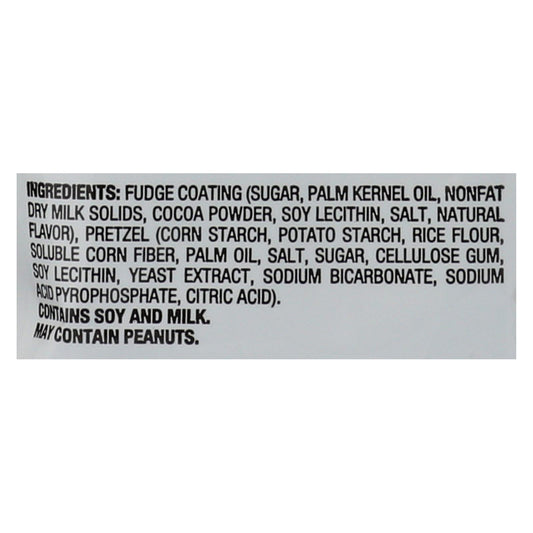 INGREDIENTS: FUDGE COATING (SUGAR, PALM KERNEL OIL, NONFAT
DRY MILK SOLIDS, COCOA POWDER, SOY LECITHIN, SALT, NATURAL
FLAVOR), PRETZEL (CORN STARCH, POTATO STARCH, RICE FLOUR,
SOLUBLE CORN FIBER, PALM OIL, SALT, SUGAR, CELLULOSE GUM,
SOY LECITHIN, YEAST EXTRACT, SODIUM BICARBONATE, SODIUM
ACID PYROPHOSPHATE, CITRIC ACID).
CONTAINS SOY AND MILK.
MAY CONTAIN PEANUTS.